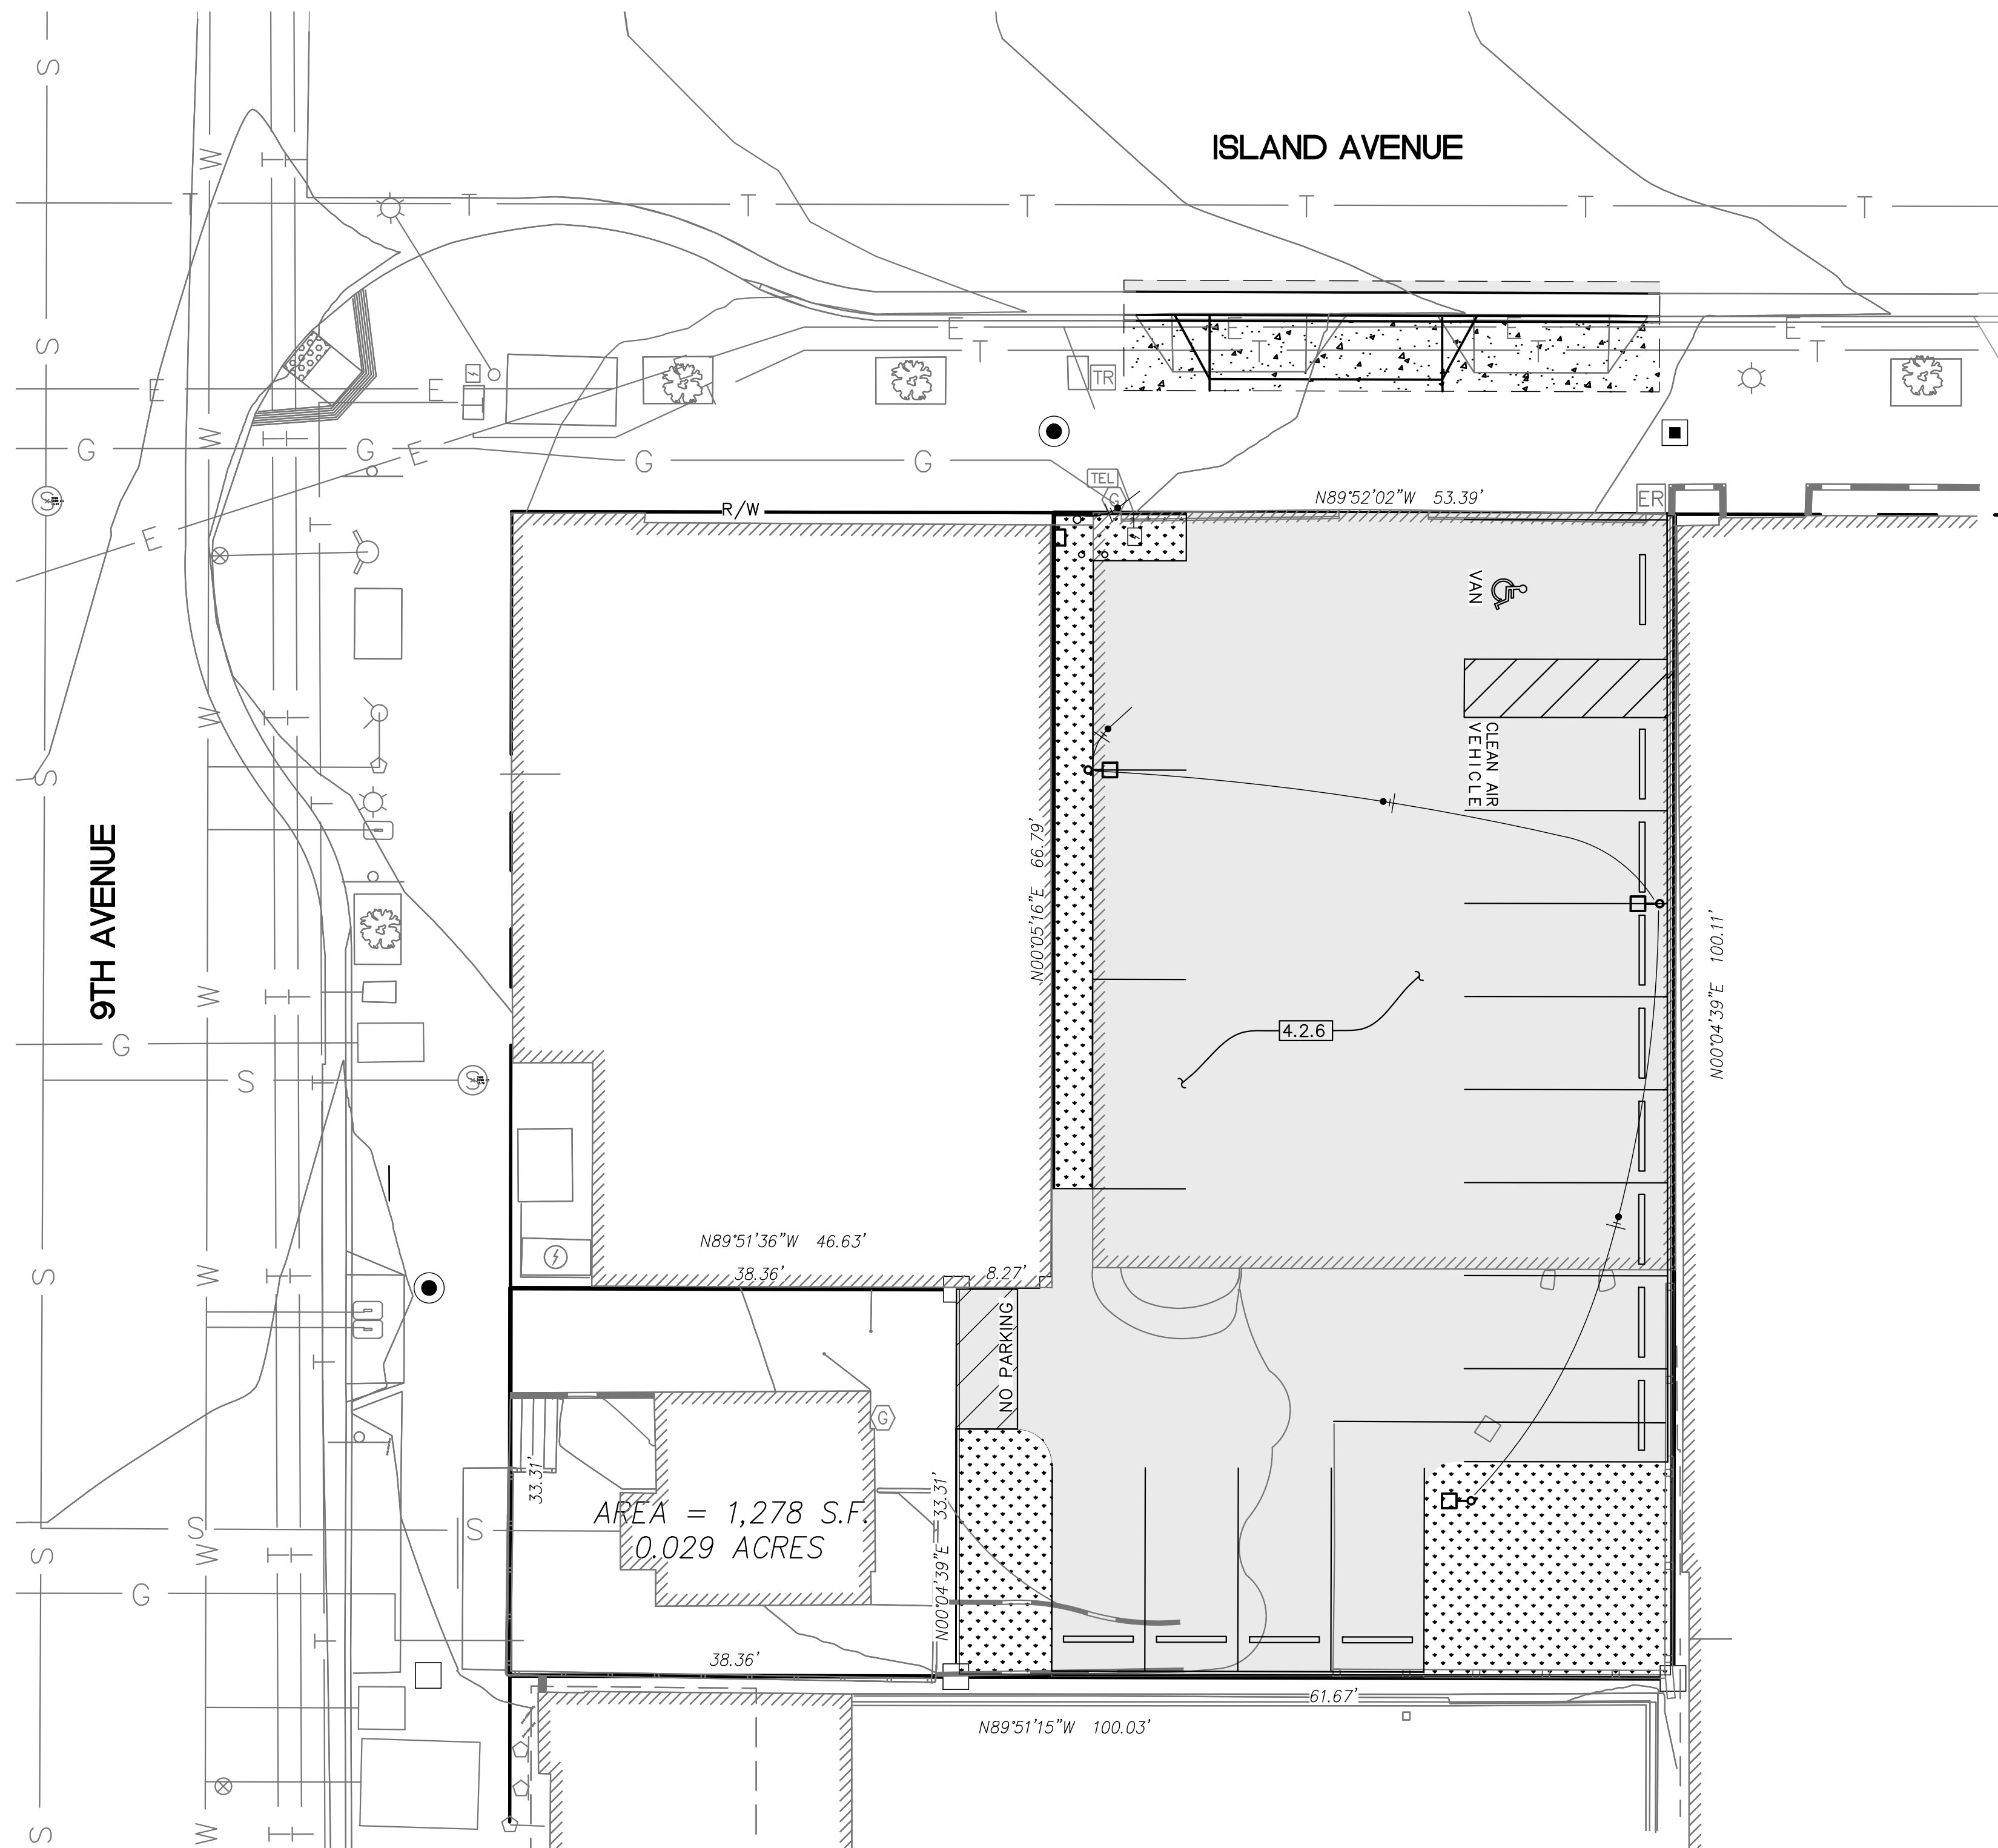 ISLAND AVENUE
S
W
T
T
T
T
T
T
T
S
E
E
E
E
T
T
T
TR
E
E
E
G
G
G
G
S
E
TEL
G
ER
R/W
N89°52'02"W 53.39'
VAN
CLEAN AIR
VEHICLE
W
W
S
9TH AVENUE
N00°05'16"E 66.79'
N00°04'39"E 100.11'
4.2.6
G
S
S
W
N89°51'36"W 46.63'
38.36'
8.27'
S
W
NO PARKING
G
33.31'
33.31'
AREA = 1,278 S.F.
0.029 ACRES
N00°04'39"E
S
S
S
W
G
38.36'
61.67'
N89°51'15"W 100.03'
S
W